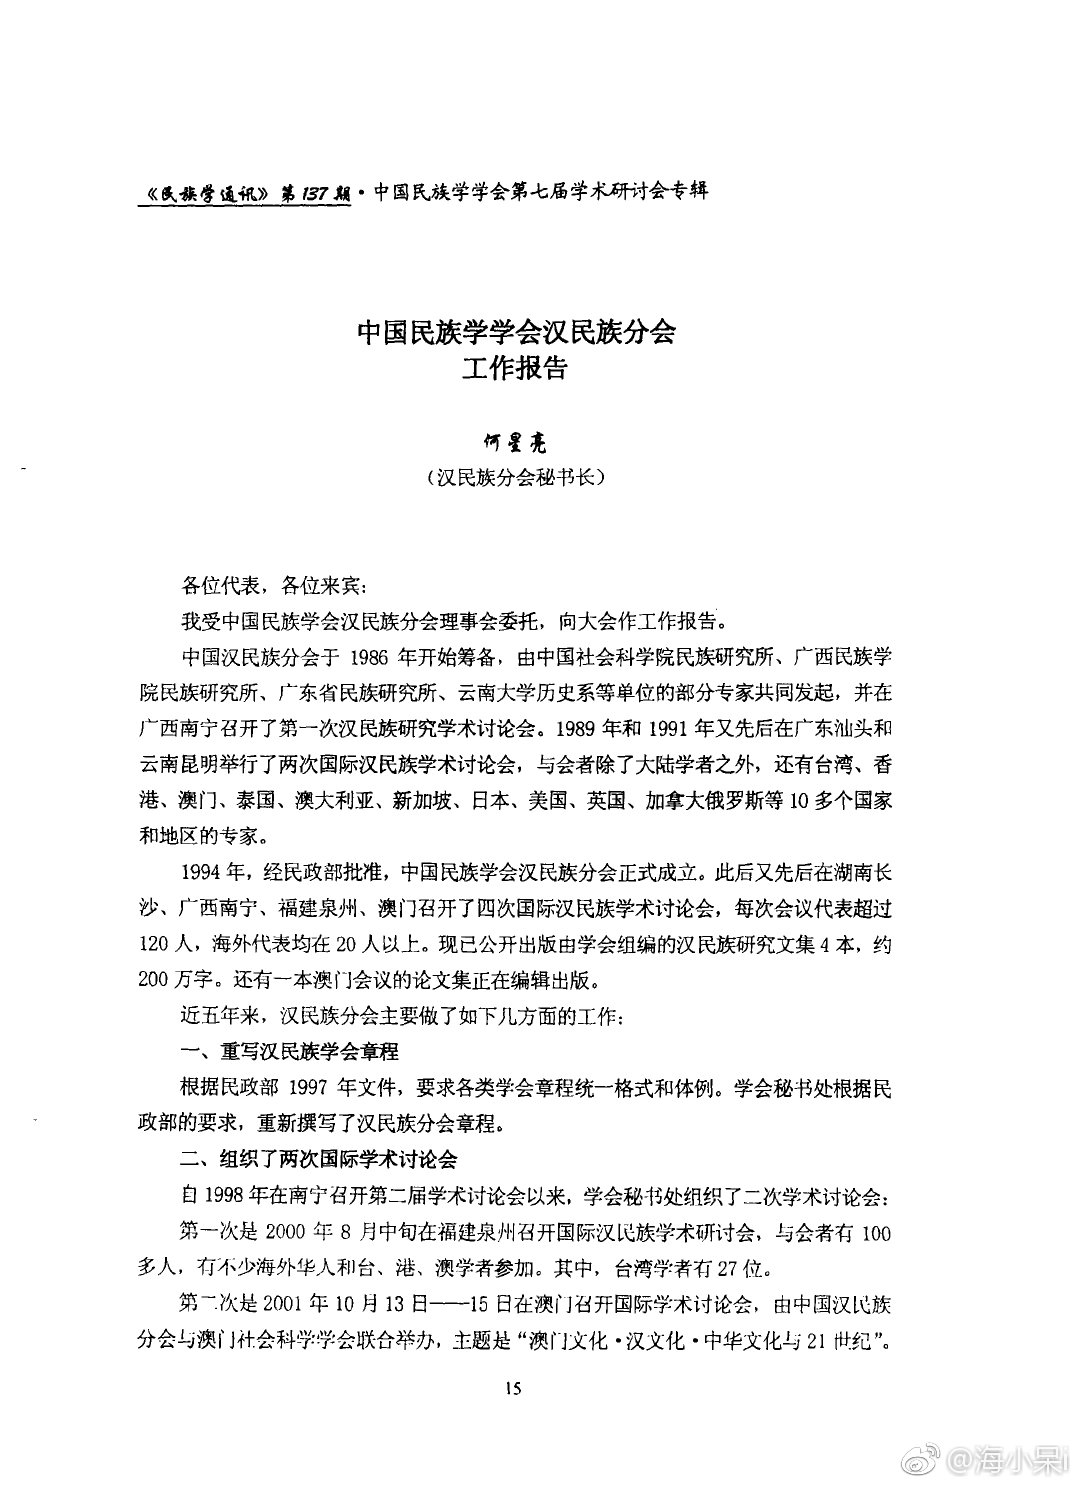 《民族学通讯》第137期·中国民族学学会第七届学术研讨会专辑
中国民族学学会汉民族分会
工作报告
何星亮
（汉民族分会秘书长）
各位代表，各位来宾：
我受中国民族学会汉民族分会理事会委托，向大会作工作报告。
中国汉民族分会于 1986 年开始筹备，由中国社会科学院民族研究所、广西民族学
院民族研究所、广东省民族研究所、云南大学历史系等单位的部分专家共同发起，并在
广西南宁召开了第一次汉民族研究学术讨论会。1989 年和 1991 年又先后在广东汕头和
云南昆明举行了两次国际汉民族学术讨论会，与会者除了大陆学者之外，还有台湾、香
港、澳门、泰国、澳大利亚、新加坡、日本、美国、英国、加拿大俄罗斯等 10 多个国家
和地区的专家。
1994 年，经民政部批准，中国民族学会汉民族分会正式成立。此后又先后在湖南长
沙、广西南宁、福建泉州、澳门召开了四次国际汉民族学术讨论会，每次会议代表超过
120 人，海外代表均在 20 人以上。现已公开出版由学会组编的汉民族研究文集 4 本，约
200 万字。还有一本澳门会议的论文集正在编辑出版。
近五年来，汉民族分会主要做了如下几方面的工作：
一、重写汉民族学会章程
根据民政部 1997 年文件，要求各类学会章程统一格式和体例。学会秘书处根据民
政部的要求，重新撰写了汉民族分会章程。
二、组织了两次国际学术讨论会
自 1998 年在南宁召开第二届学术讨论会以来，学会秘书处组织了二次学术讨论会：
第一次是 2000 年 8 月中旬在福建泉州召开国际汉民族学术研讨会，与会者有 100
多人，有不少海外华人和台、港、澳学者参加。其中，台湾学者有 27 位。
第二次是 2001 年 10 月 13 日——15 日在澳门召开国际学术讨论会，由中国汉民族
分会与澳门社会科学学会联合举办，主题是“澳门文化·汉文化·中华文化与 21 世纪”。
15
@海小呆i